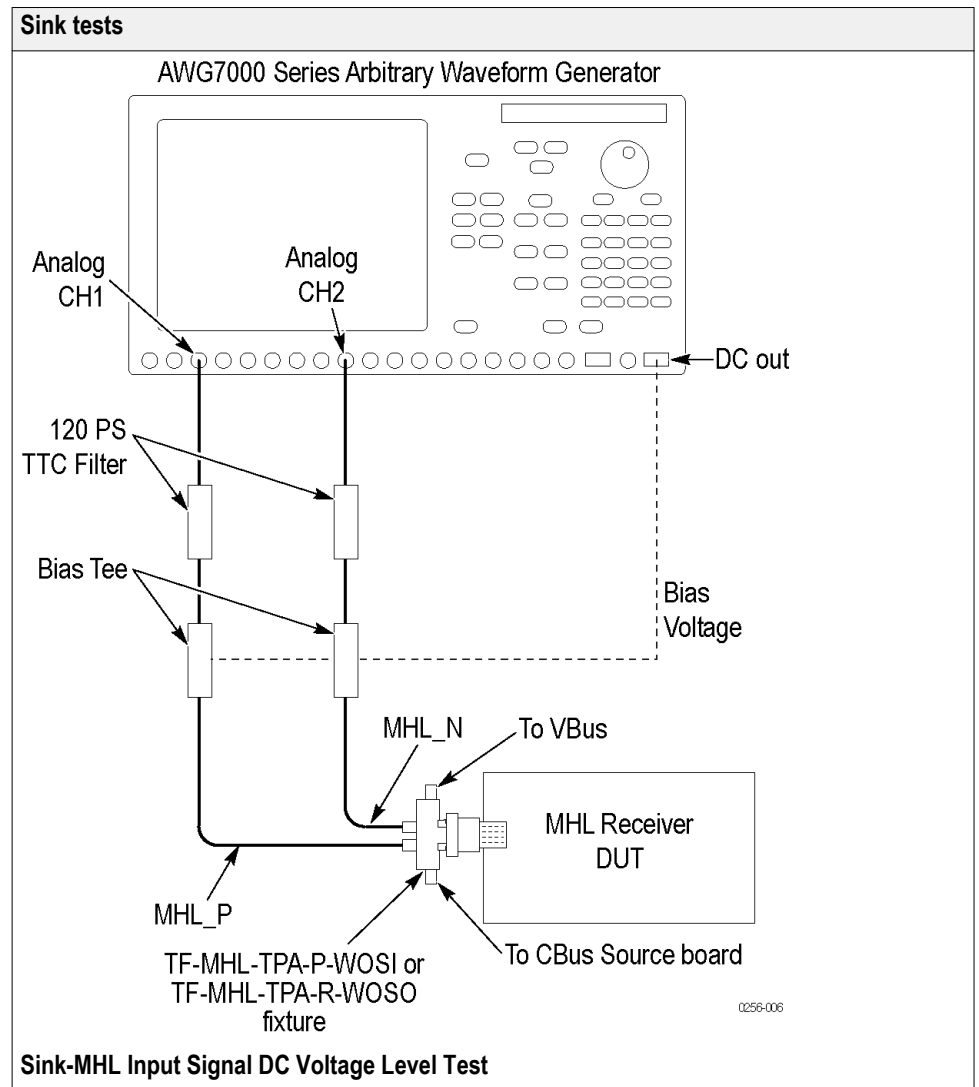 Sink tests
AWG7000 Series Arbitrary Waveform Generator
Analog
CH1
Analog
CH2
DC out
120 PS
TTC Filter
Bias Tee
Bias
Voltage
MHL_N
To VBus
MHL Receiver
DUT
MHL_P
To CBus Source board
TF-MHL-TPA-P-WOSI or
TF-MHL-TPA-R-WOSO
fixture
0256-006
Sink-MHL Input Signal DC Voltage Level Test